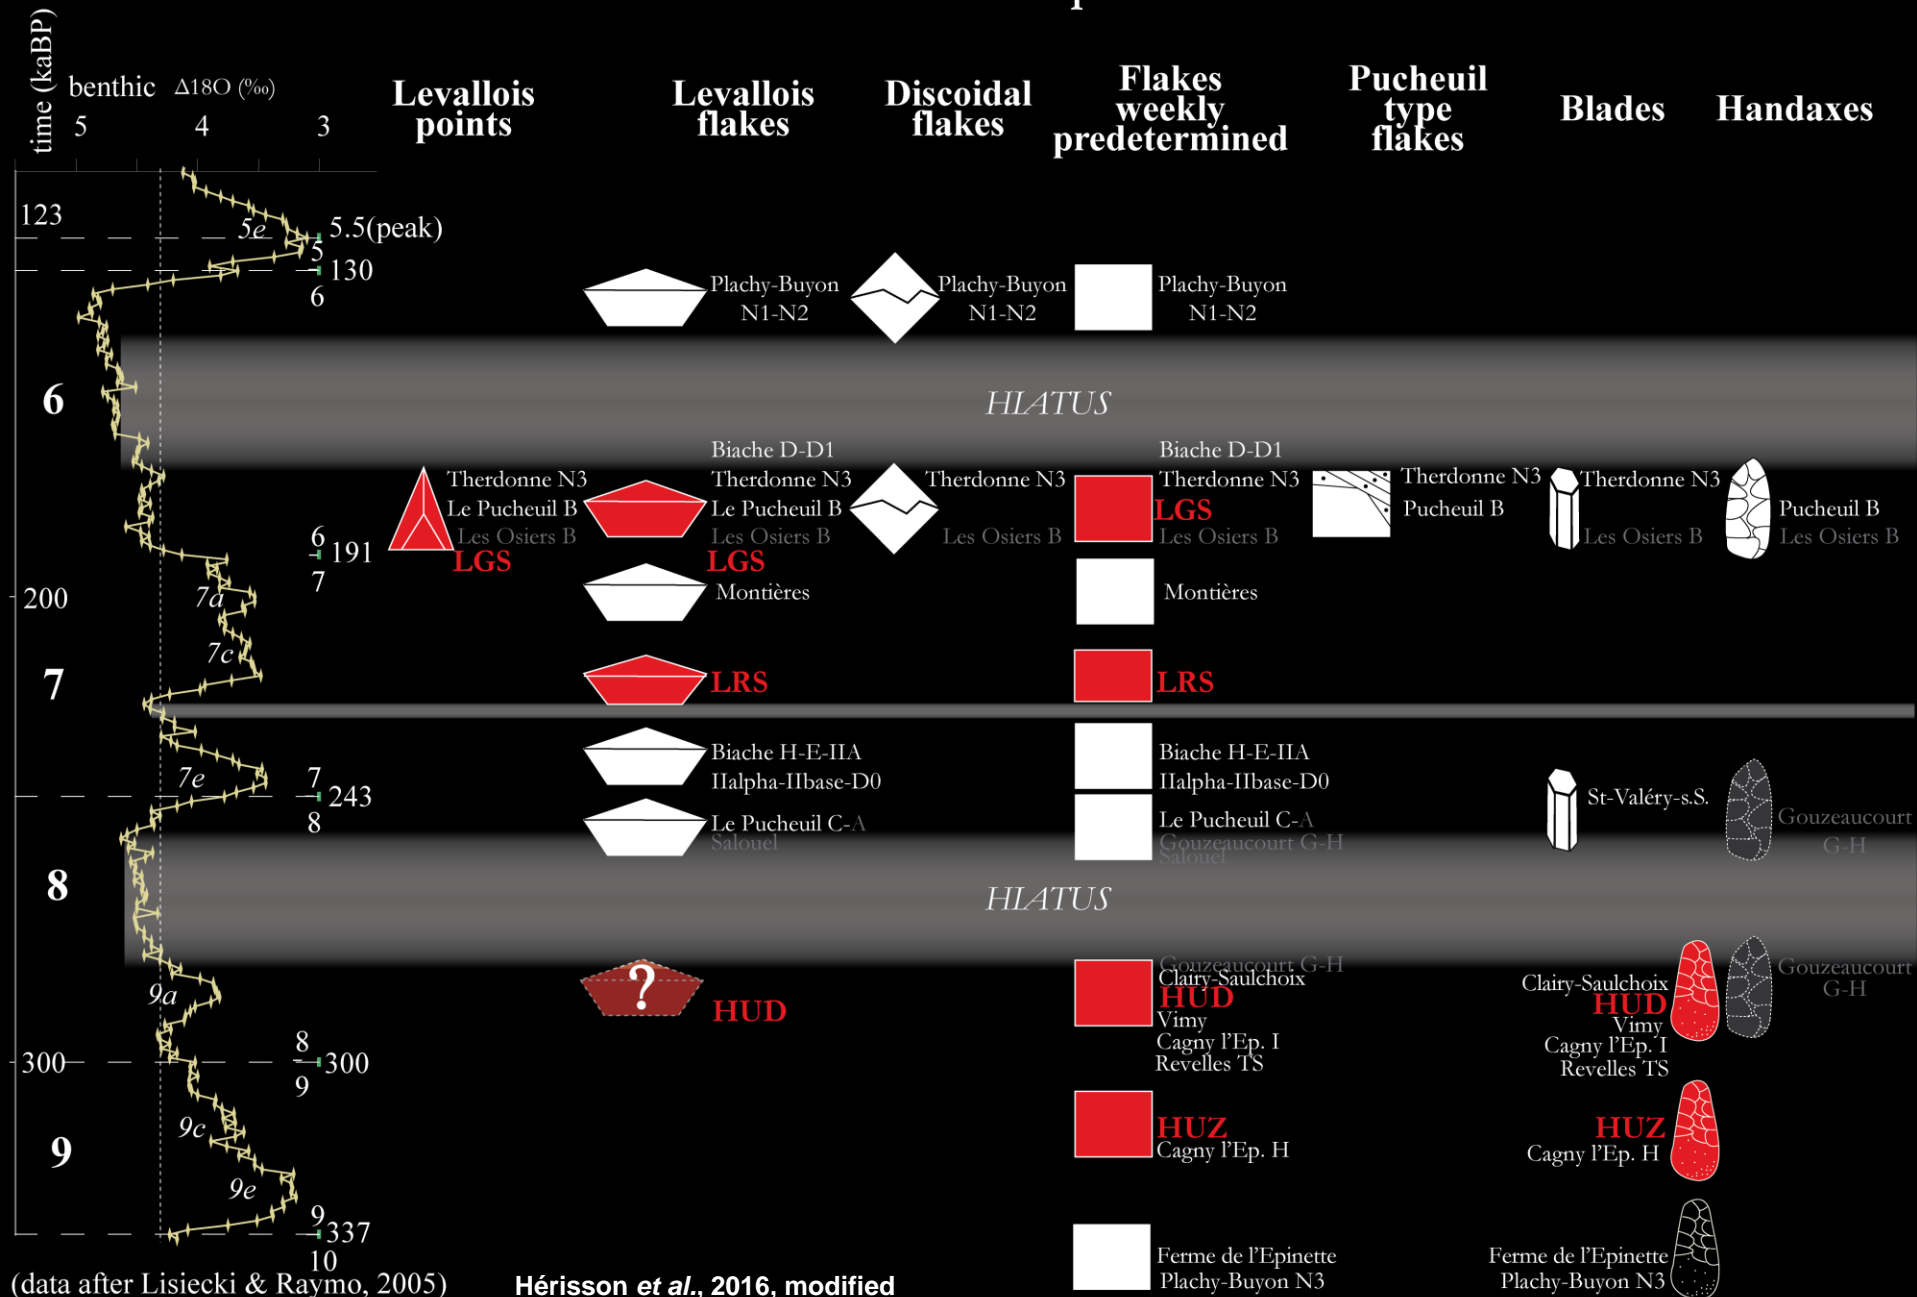 time (kaBP)
benthic Δ18O (‰)
5 4 3
Levallois
points
Levallois
flakes
Discoidal
flakes
Flakes
weekly
predetermined
Pucheuil
type
flakes
Blades
Handaxes
123
5e
5.5(peak)
5
130
6
Plachy-Buyon
N1-N2
Plachy-Buyon
N1-N2
Plachy-Buyon
N1-N2
6
HIATUS
Therdonne N3
Le Pucheuil B
Les Osiers B
LGS
Biache D-D1
Therdonne N3
Le Pucheuil B
Les Osiers B
LGS
Therdonne N3
Les Osiers B
Biache D-D1
Therdonne N3
LGS
Les Osiers B
Therdonne N3
Pucheuil B
Therdonne N3
Les Osiers B
Pucheuil B
Les Osiers B
6
191
7
200
7a
Montières
Montières
7c
7
LRS
LRS
7e
7
243
8
Biache H-E-IIA
IIalpha-IIbase-D0
Biache H-E-IIA
IIalpha-IIbase-D0
Le Pucheuil C-A
Salouel
Le Pucheuil C-A
Gouzeaucourt G-H
Salouel
St-Valéry-s.S.
Gouzeaucourt
G-H
8
HIATUS
9a
?
HUD
Gouzeaucourt G-H
Clairy-Saulchoix
HUD
Vimy
Cagny l'Ep. I
Revelles TS
Clairy-Saulchoix
HUD
Vimy
Cagny l'Ep. I
Revelles TS
Gouzeaucourt
G-H
300
8
300
9
9c
9
HUZ
Cagny l'Ep. H
HUZ
Cagny l'Ep. H
9e
9
337
10
Ferme de l'Epinette
Plachy-Buyon N3
Ferme de l'Epinette
Plachy-Buyon N3
(data after Lisiecki & Raymo, 2005)
Hérisson et al., 2016, modified